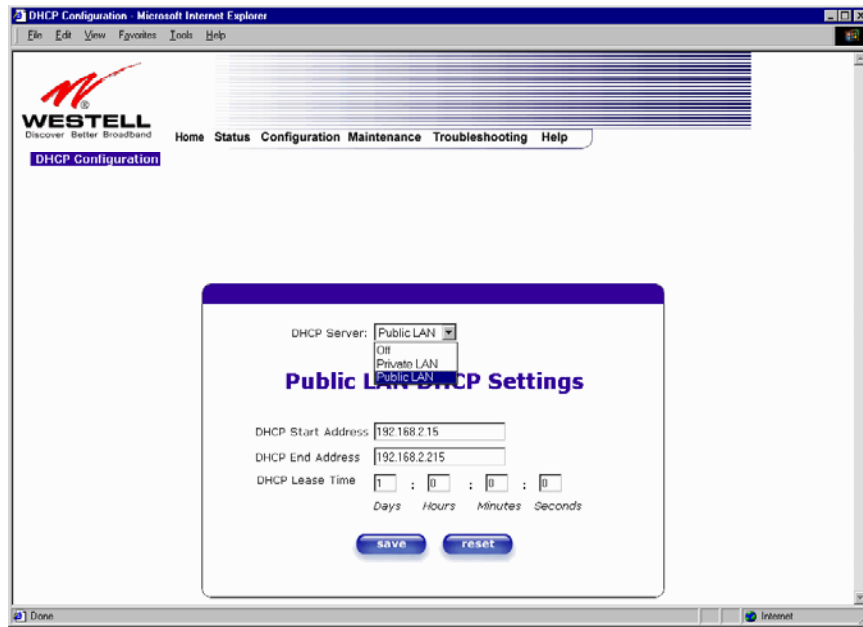 DHCP Configuration - Microsoft Internet Explorer
File Edit View Favorites Tools Help
WESTELL
®
Discover Better Broadband
Home Status Configuration Maintenance Troubleshooting Help
DHCP Configuration
DHCP Server: Public LAN
Off
Private LAN
Public LAN
Public LAN DHCP Settings
DHCP Start Address 192.168.2.15
DHCP End Address 192.168.2.215
DHCP Lease Time 1 : 0 : 0 : 0
Days Hours Minutes Seconds
save reset
Done Internet